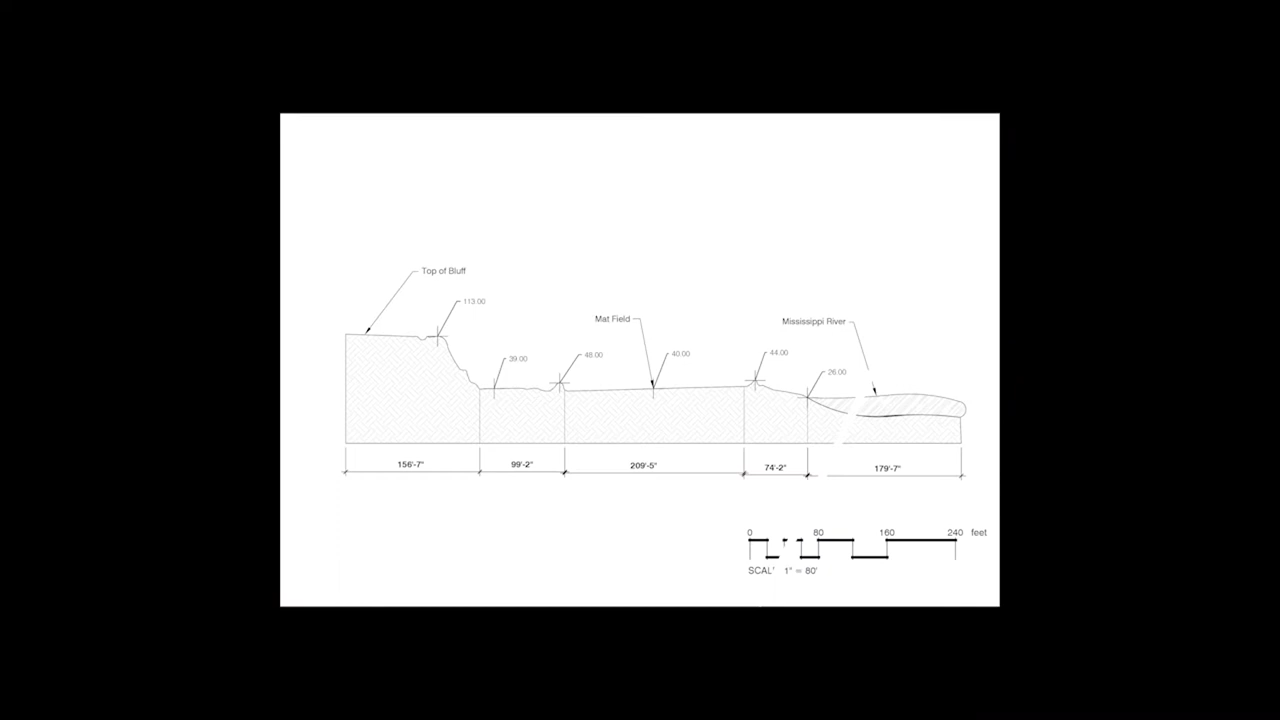 Top of Bluff
113.00
Mat Field
Mississippi River
39.00
48.00
40.00
44.00
26.00
156'-7"
99'-2"
209'-5"
74'-2"
179'-7"
0 80 160 240 feet
SCAL 1" = 80'